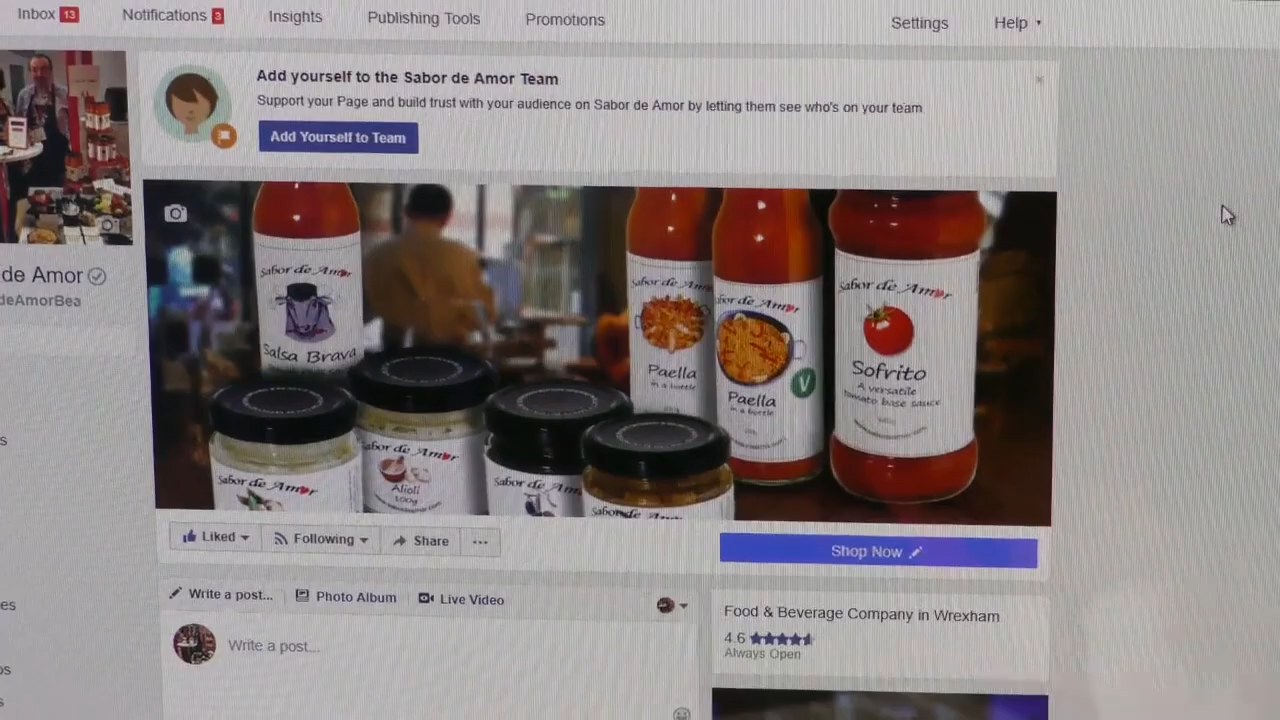 Inbox 13 Notifications 3 Insights Publishing Tools Promotions Settings Help
Add yourself to the Sabor de Amor Team
Support your Page and build trust with your audience on Sabor de Amor by letting them see who's on your team
Add Yourself to Team
de Amor
deAmorBea
Sabor de Amor
Salsa Brava
Sabor de Amor
Paella
in a bottle
Sabor de Amor
Paella
in a bottle
V
Sabor de Amor
Sofrito
A versatile
tomato base sauce
Sabor de Amor
Sabor de Amor
Alioli
100g
Sabor de Am
Sabor de Amor
Liked Following Share ...
Shop Now
Write a post... Photo Album Live Video
Write a post...
Food & Beverage Company in Wrexham
4.6
Always Open
es
os
s
s